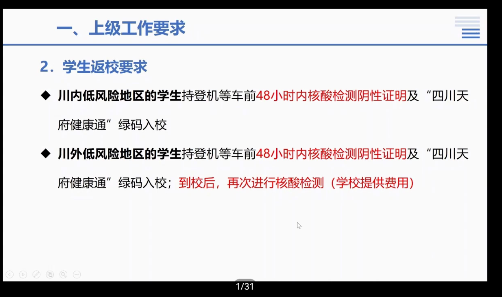 一、上级工作要求
2．学生返校要求
◆ 川内低风险地区的学生持登机等车前48小时内核酸检测阴性证明及“四川天
府健康通”绿码入校
◆ 川外低风险地区的学生持登机等车前48小时内核酸检测阴性证明及“四川天
府健康通”绿码入校；到校后，再次进行核酸检测（学校提供费用）
1/31